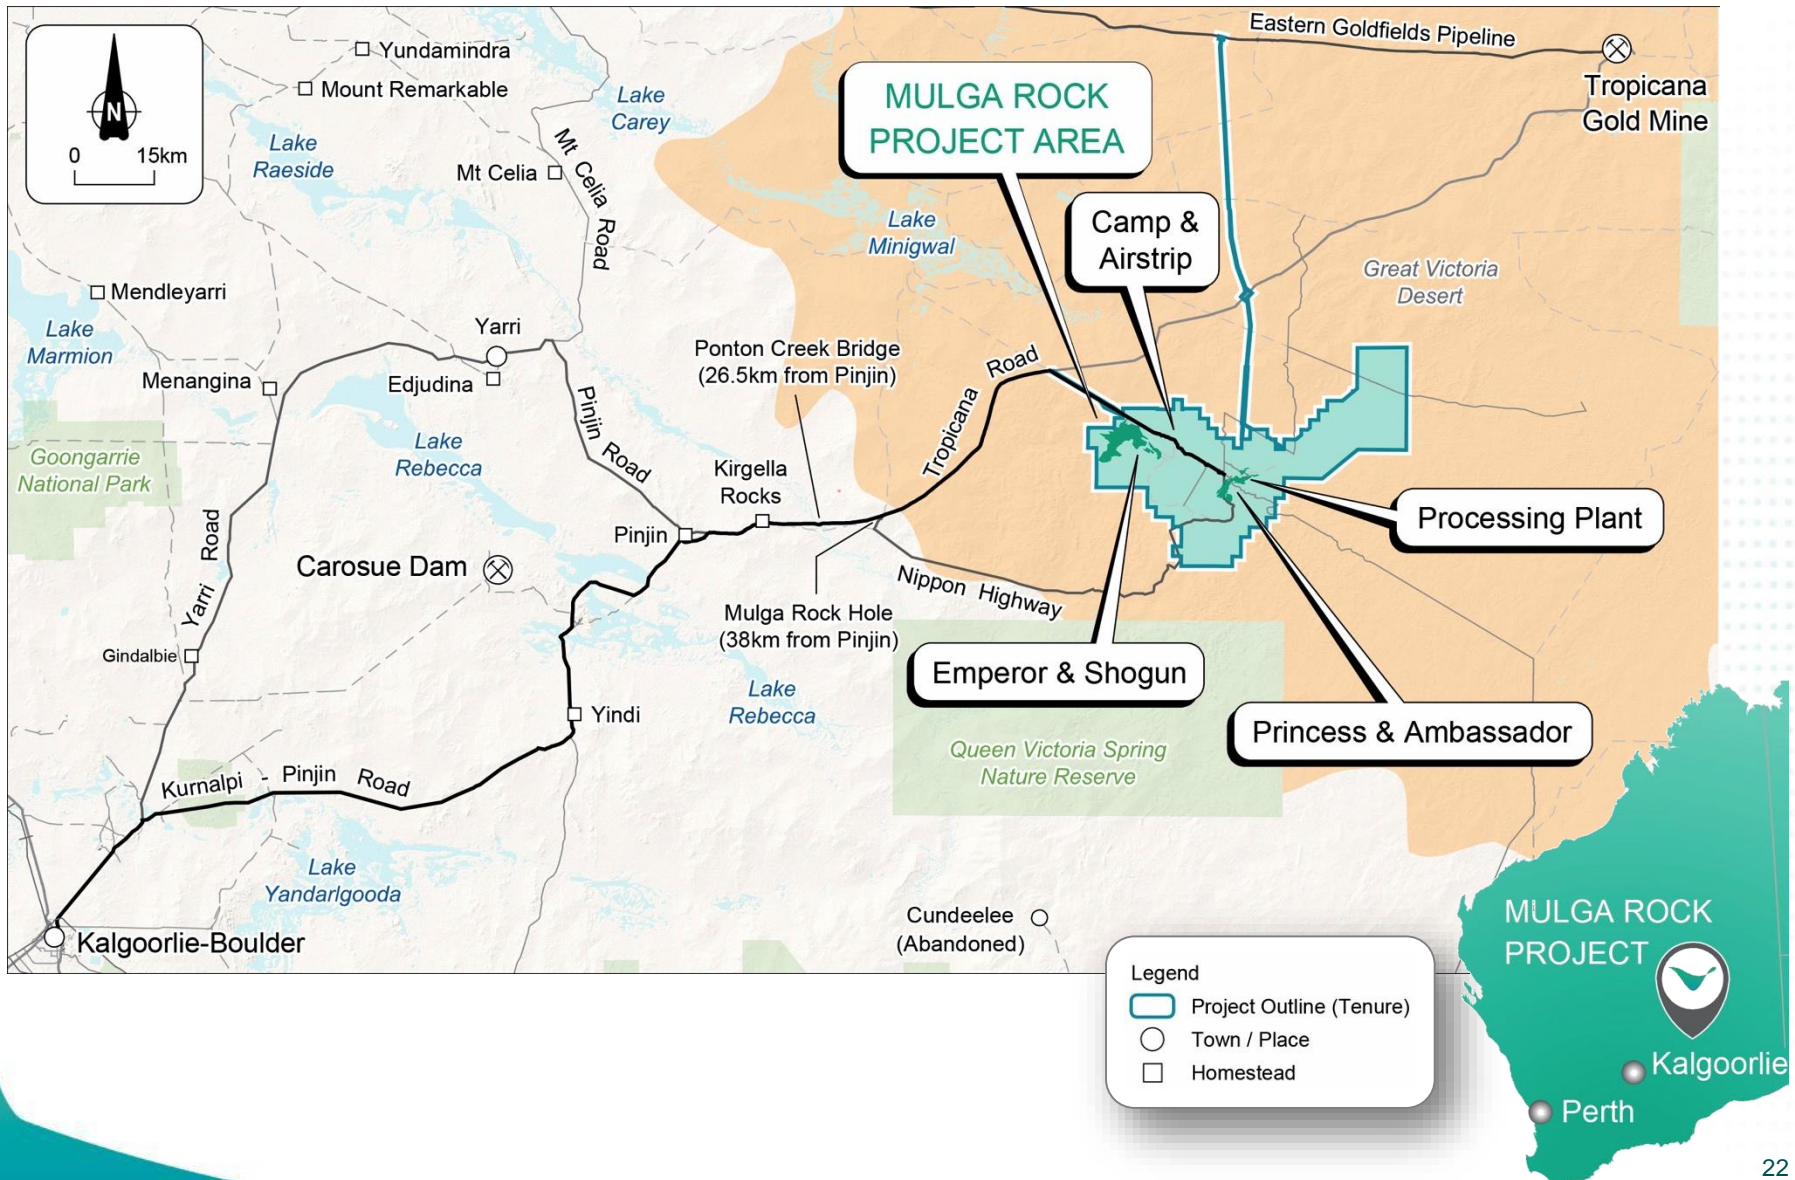 Eastern Goldfields Pipeline
Tropicana
Gold Mine
N
0 15km
Yundamindra
Mount Remarkable
Lake
Carey
Lake
Raeside
Mt Celia
Mt Celia Road
MULGA ROCK
PROJECT AREA
Camp &
Airstrip
Lake
Minigwal
Great Victoria
Desert
Mendleyarri
Lake
Marmion
Yarri
Menangina
Edjudina
Ponton Creek Bridge
(26.5km from Pinjin)
Tropicana Road
Pinjin Road
Lake
Rebecca
Goongarrie
National Park
Kirgella
Rocks
Pinjin
Processing Plant
Carosue Dam
Yarri Road
Nippon Highway
Mulga Rock Hole
(38km from Pinjin)
Gindalbie
Emperor & Shogun
Lake
Rebecca
Yindi
Princess & Ambassador
Queen Victoria Spring
Nature Reserve
Kurnalpi - Pinjin Road
Lake
Yandarlgooda
Cundeelee
(Abandoned)
Kalgoorlie-Boulder
Legend
Project Outline (Tenure)
Town / Place
Homestead
MULGA ROCK
PROJECT
Kalgoorlie
Perth
22